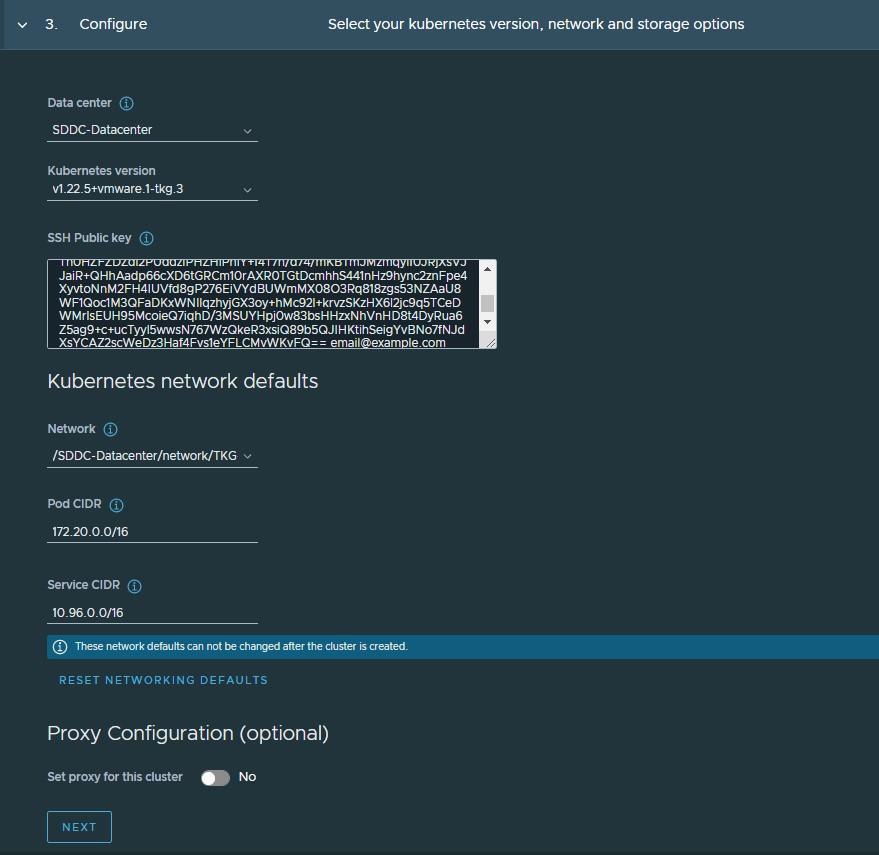 3. Configure Select your kubernetes version, network and storage options
Data center
SDDC-Datacenter
Kubernetes version
v1.22.5+vmware.1-tkg.3
SSH Public key
JaiR+QHhAadp66cXD6tGRCm10rAXR0TGtDcmhhS441nHz9hync2znFpe4
XyvtoNnM2FH4IUVfd8gP276EiVYdBUWmMX08O3Rq818zgs53NZAaU8
WF1Qoc1M3QFaDKxWNIlqzhyjGX3oy+hMc92l+krvzSKzHX6l2jc9q5TCeD
WMrlsEUH95McoieQ7iqhD/3MSUYHpj0w83bsHHzxNhVnHD8t4DyRua6
Z5ag9+c+ucTyyl5wwsN767WzQkeR3xsiQ89b5QJIHKtihSeigYvBNo7fNJd
XsYCAZ2scWeDz3Haf4Fvs1eYFLCMvWKvFQ== email@example.com
Kubernetes network defaults
Network
/SDDC-Datacenter/network/TKG
Pod CIDR
172.20.0.0/16
Service CIDR
10.96.0.0/16
These network defaults can not be changed after the cluster is created.
RESET NETWORKING DEFAULTS
Proxy Configuration (optional)
Set proxy for this cluster No
NEXT